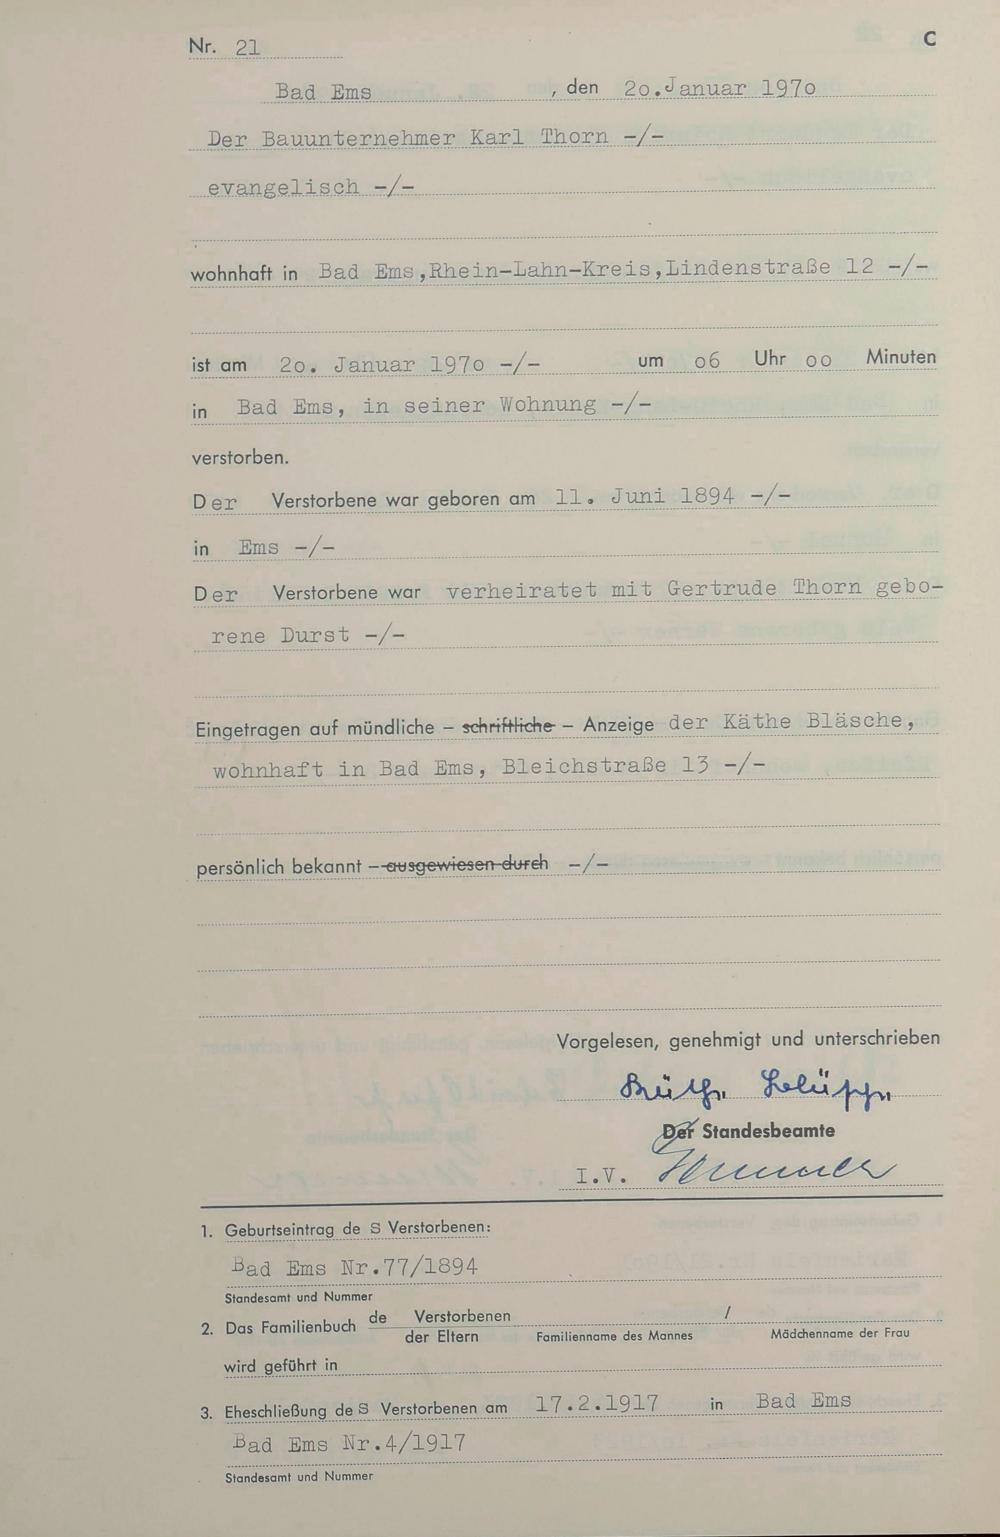 Nr. 21 C
Bad Ems, den 2o.Januar 197o
Der Bauunternehmer Karl Thorn -/-
evangelisch -/-
wohnhaft in Bad Ems,Rhein-Lahn-Kreis,Lindenstraße 12 -/-
ist am 2o. Januar 197o -/- um o6 Uhr oo Minuten
in Bad Ems, in seiner Wohnung -/-
verstorben.
Der Verstorbene war geboren am 11. Juni 1894 -/-
in Ems -/-
Der Verstorbene war verheiratet mit Gertrude Thorn gebo-
rene Durst -/-
Eingetragen auf mündliche – schriftliche – Anzeige der Käthe Bläsche,
wohnhaft in Bad Ems, Bleichstraße 13 -/-
persönlich bekannt – ausgewiesen durch -/-
Vorgelesen, genehmigt und unterschrieben
Der Standesbeamte
I.V.
1. Geburtseintrag des Verstorbenen:
Bad Ems Nr.77/1894
Standesamt und Nummer
2. Das Familienbuch de Verstorbenen /
der Eltern Familienname des Mannes Mädchenname der Frau
wird geführt in
3. Eheschließung des Verstorbenen am 17.2.1917 in Bad Ems
Bad Ems Nr.4/1917
Standesamt und Nummer